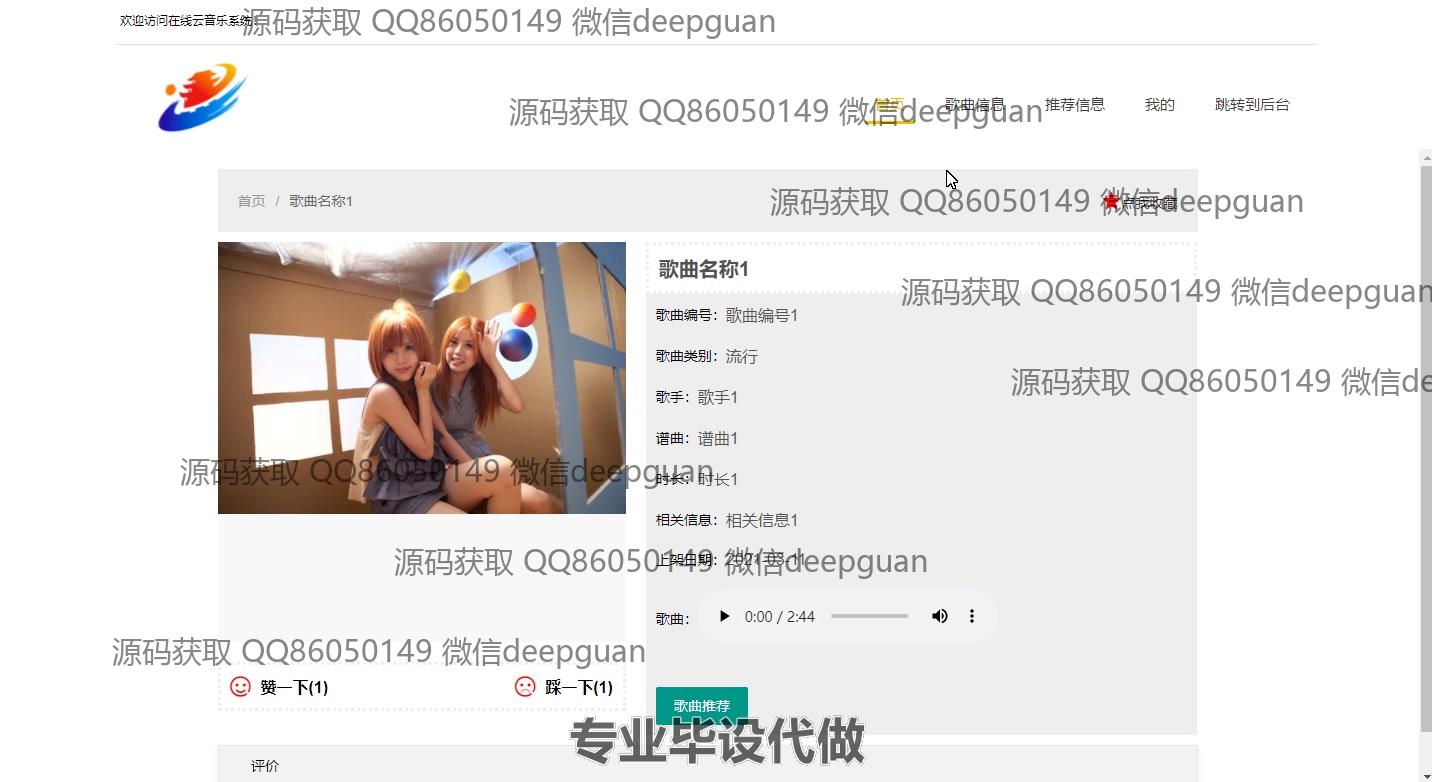 欢迎访问在线云音乐系统
源码获取 QQ86050149 微信deepguan
源码获取 QQ86050149 微信deepguan
首页 歌曲信息 推荐信息 我的 跳转到后台
首页 / 歌曲名称1
源码获取 QQ86050149 微信deepguan
点我收藏
歌曲名称1
源码获取 QQ86050149 微信deepguan
歌曲编号：歌曲编号1
歌曲类别：流行
源码获取 QQ86050149 微信de
歌手：歌手1
谱曲：谱曲1
源码获取 QQ86050149 微信deepguan
时长：时长1
相关信息：相关信息1
源码获取 QQ86050149 微信deepguan
上架日期：2021-03-11
歌曲：
0:00 / 2:44
源码获取 QQ86050149 微信deepguan
赞一下(1)
踩一下(1)
歌曲推荐
专业毕设代做
评价